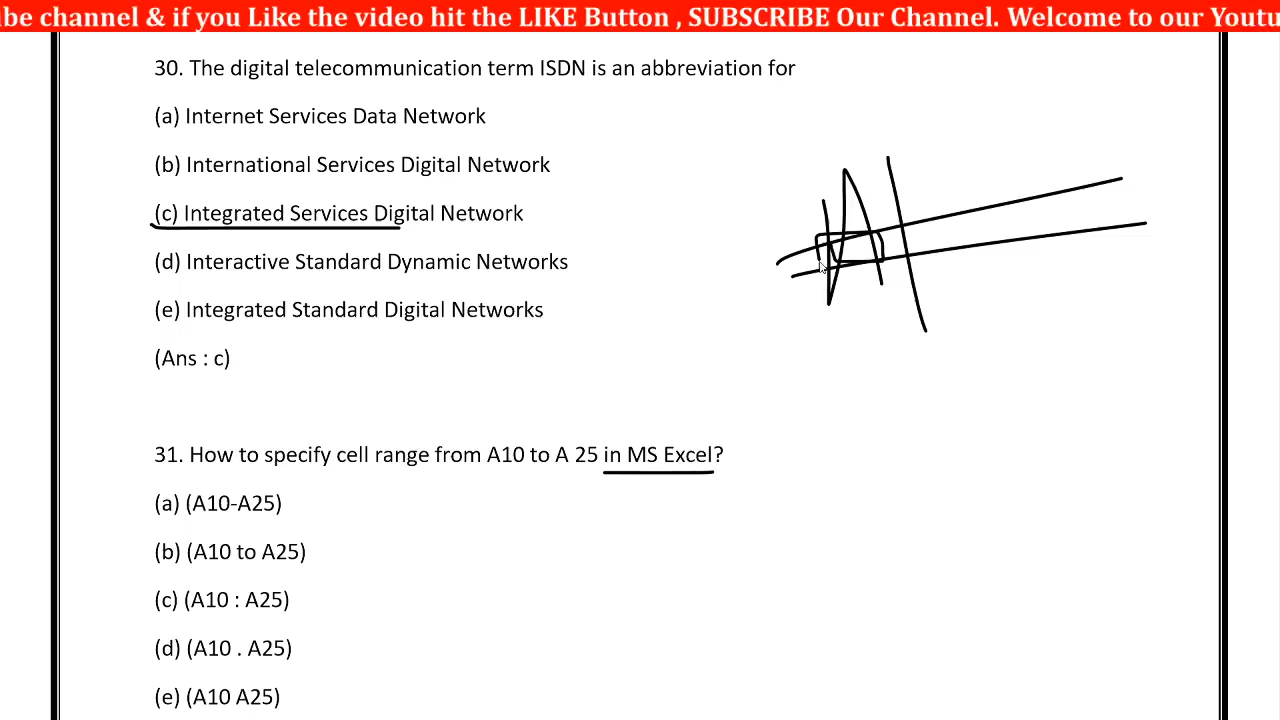 be channel & if you Like the video hit the LIKE Button , SUBSCRIBE Our Channel. Welcome to our Youtu
30. The digital telecommunication term ISDN is an abbreviation for
(a) Internet Services Data Network
(b) International Services Digital Network
(c) Integrated Services Digital Network
(d) Interactive Standard Dynamic Networks
(e) Integrated Standard Digital Networks
(Ans : c)
31. How to specify cell range from A10 to A 25 in MS Excel?
(a) (A10-A25)
(b) (A10 to A25)
(c) (A10 : A25)
(d) (A10 . A25)
(e) (A10 A25)